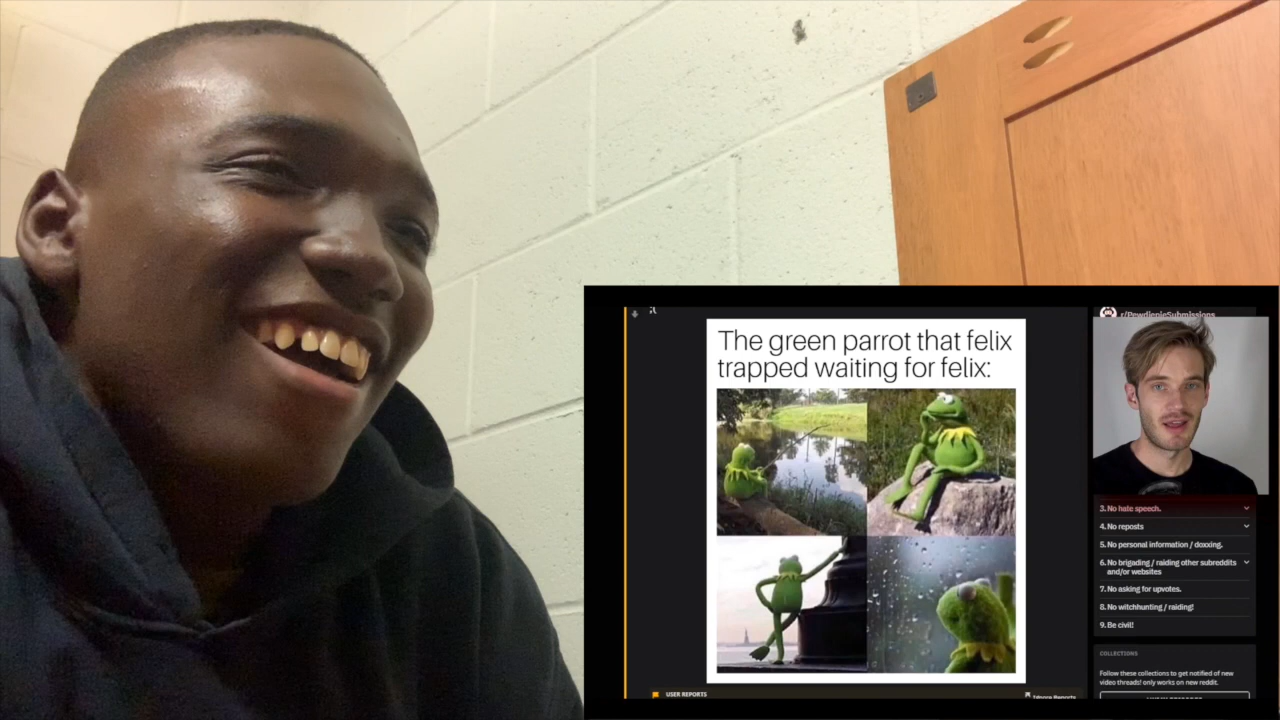 The green parrot that felix
trapped waiting for felix:
r/PewdiepieSubmissions
3. No hate speech.
4. No reposts
5. No personal information / doxxing.
6. No brigading / raiding other subreddits
and/or websites
7. No asking for upvotes.
8. No witchhunting / raiding!
9. Be civil!
COLLECTIONS
Follow these collections to get notified of new
video threads! only works on new reddit.
USER REPORTS
Ignore Reports